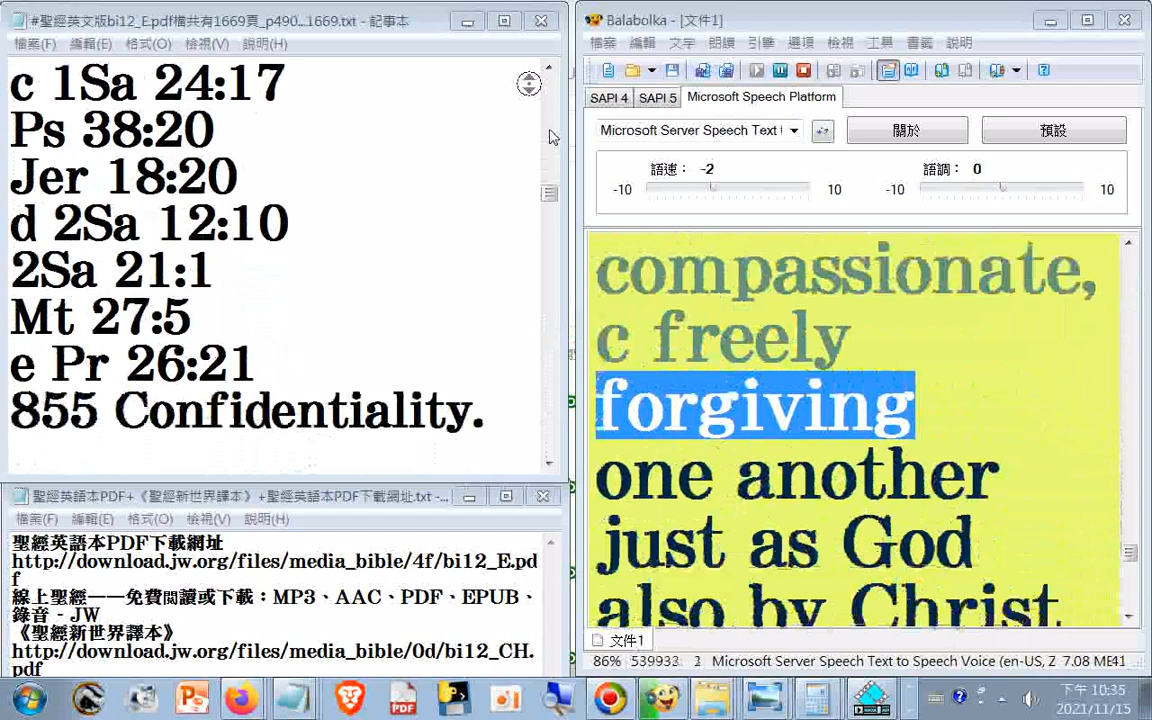 #聖經英文版bi12_E.pdf檔共有1669頁_p490...1669.txt - 記事本
檔案(F) 編輯(E) 格式(O) 檢視(V) 說明(H)
c 1Sa 24:17
Ps 38:20
Jer 18:20
d 2Sa 12:10
2Sa 21:1
Mt 27:5
e Pr 26:21
855 Confidentiality.
聖經英語本PDF+《聖經新世界譯本》+聖經英語本PDF下載網址.txt -...
檔案(F) 編輯(E) 格式(O) 檢視(V) 說明(H)
聖經英語本PDF下載網址
http://download.jw.org/files/media_bible/4f/bi12_E.pd
f
線上聖經──免費閱讀或下載：MP3、AAC、PDF、EPUB、
錄音 - JW
《聖經新世界譯本》
http://download.jw.org/files/media_bible/0d/bi12_CH.
pdf
Balabolka - [文件1]
檔案 編輯 文字 朗讀 引擎 選項 檢視 工具 書籤 說明
SAPI 4 SAPI 5 Microsoft Speech Platform
Microsoft Server Speech Text 關於 預設
語速： -2 語調： 0
-10 10 -10 10
compassionate,
c freely
forgiving
one another
just as God
also by Christ
文件1
86% 539933 Microsoft Server Speech Text to Speech Voice (en-US, Z 7.08 ME41
PDF
下午 10:35
2021/11/15